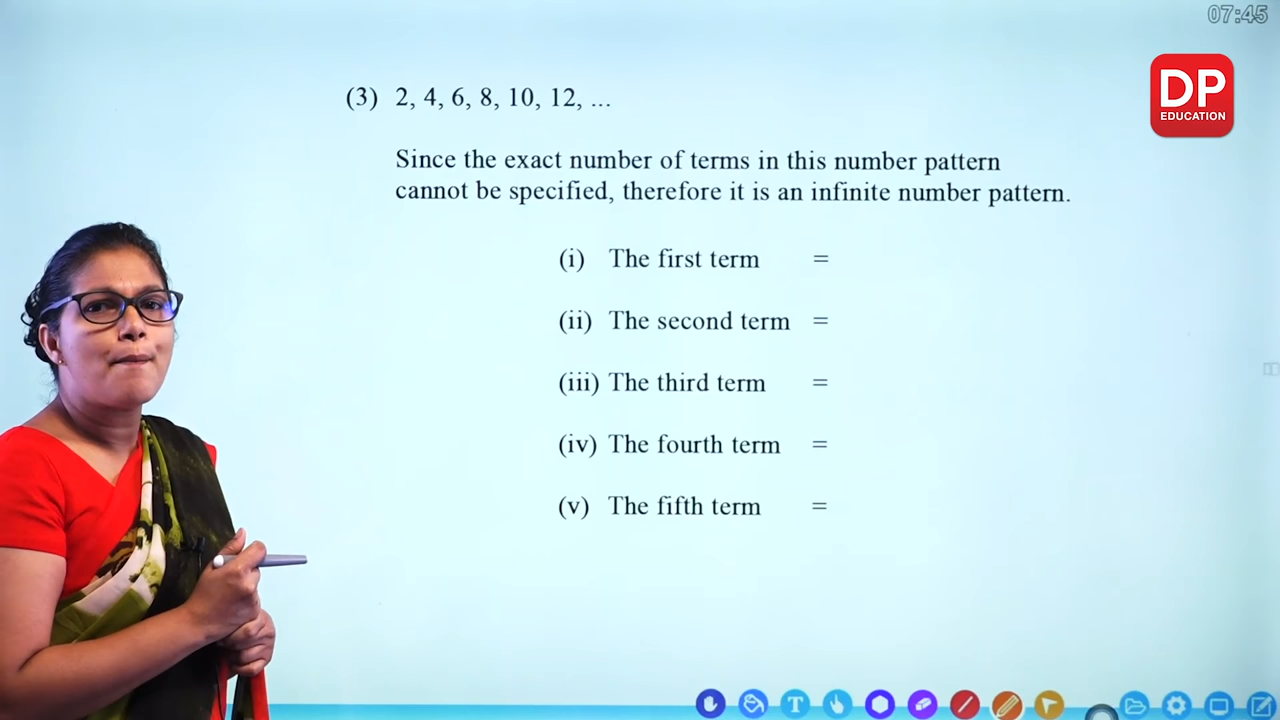 07:45
DP
EDUCATION
(3) 2, 4, 6, 8, 10, 12, ...
Since the exact number of terms in this number pattern
cannot be specified, therefore it is an infinite number pattern.
(i) The first term =
(ii) The second term =
(iii) The third term =
(iv) The fourth term =
(v) The fifth term =
T